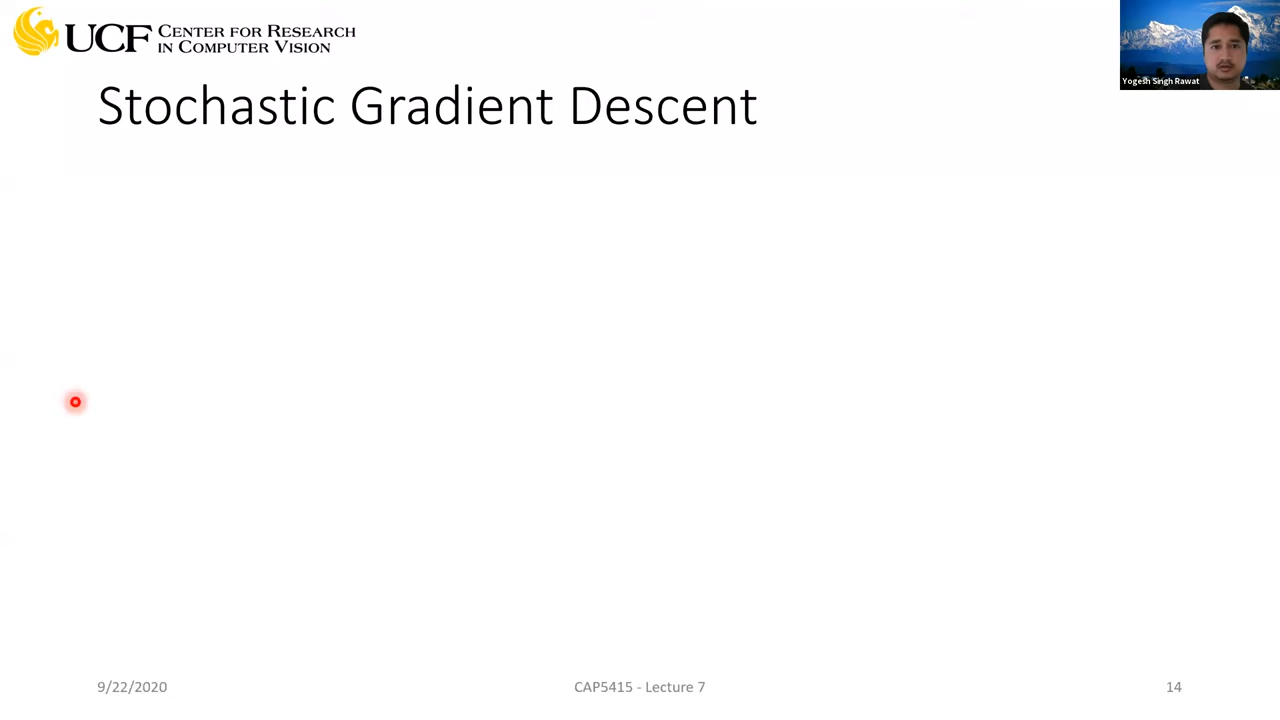 UCF CENTER FOR RESEARCH
IN COMPUTER VISION
Yogesh Singh Rawat
Stochastic Gradient Descent
9/22/2020
CAP5415 - Lecture 7
14